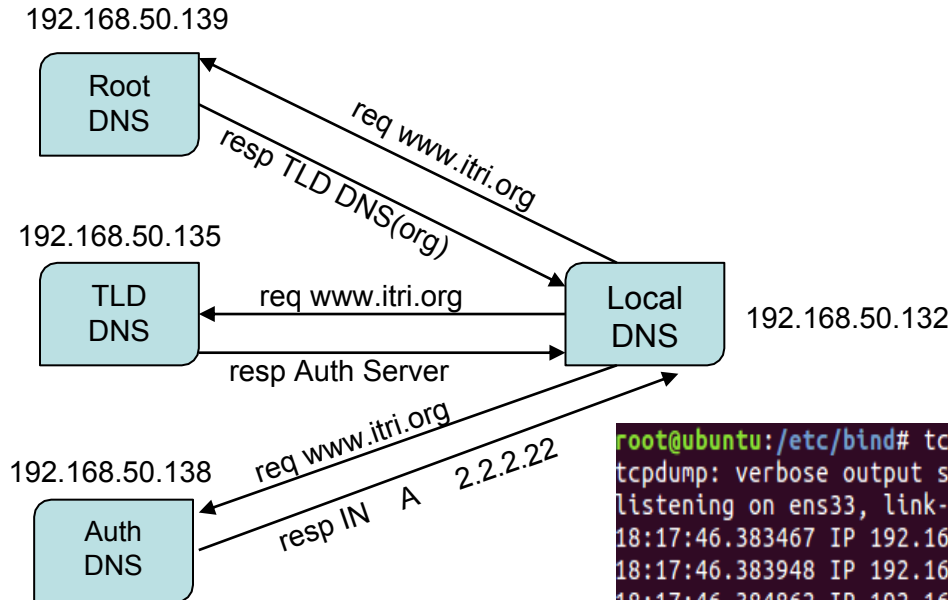 192.168.50.139
Root
DNS
req www.itri.org
resp TLD DNS(org)
192.168.50.135
TLD
DNS
req www.itri.org
resp Auth Server
Local
DNS
192.168.50.132
192.168.50.138
Auth
DNS
req www.itri.org
resp IN A 2.2.2.22
root@ubuntu:/etc/bind# tc
tcpdump: verbose output s
listening on ens33, link-
18:17:46.383467 IP 192.16
18:17:46.383948 IP 192.16